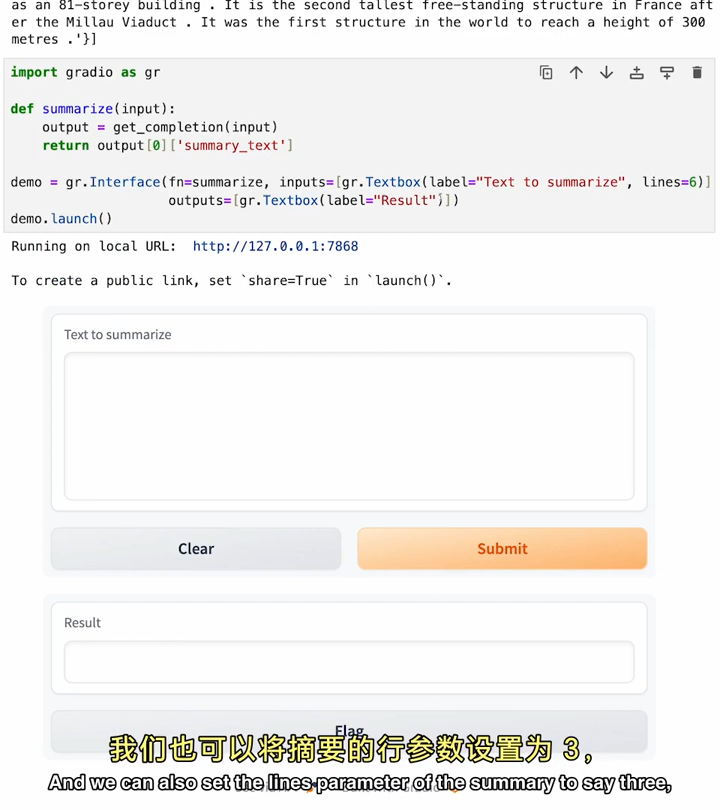 as an 81-storey building . It is the second tallest free-standing structure in France aft
er the Millau Viaduct . It was the first structure in the world to reach a height of 300
metres .'}]
import gradio as gr
def summarize(input):
    output = get_completion(input)
    return output[0]['summary_text']
demo = gr.Interface(fn=summarize, inputs=[gr.Textbox(label="Text to summarize", lines=6)]
                    outputs=[gr.Textbox(label="Result")])
demo.launch()
Running on local URL:  http://127.0.0.1:7868
To create a public link, set `share=True` in `launch()`.
Text to summarize
Clear
Submit
Result
Flag
我们也可以将摘要的行参数设置为 3，
And we can also set the lines parameter of the summary to say three,